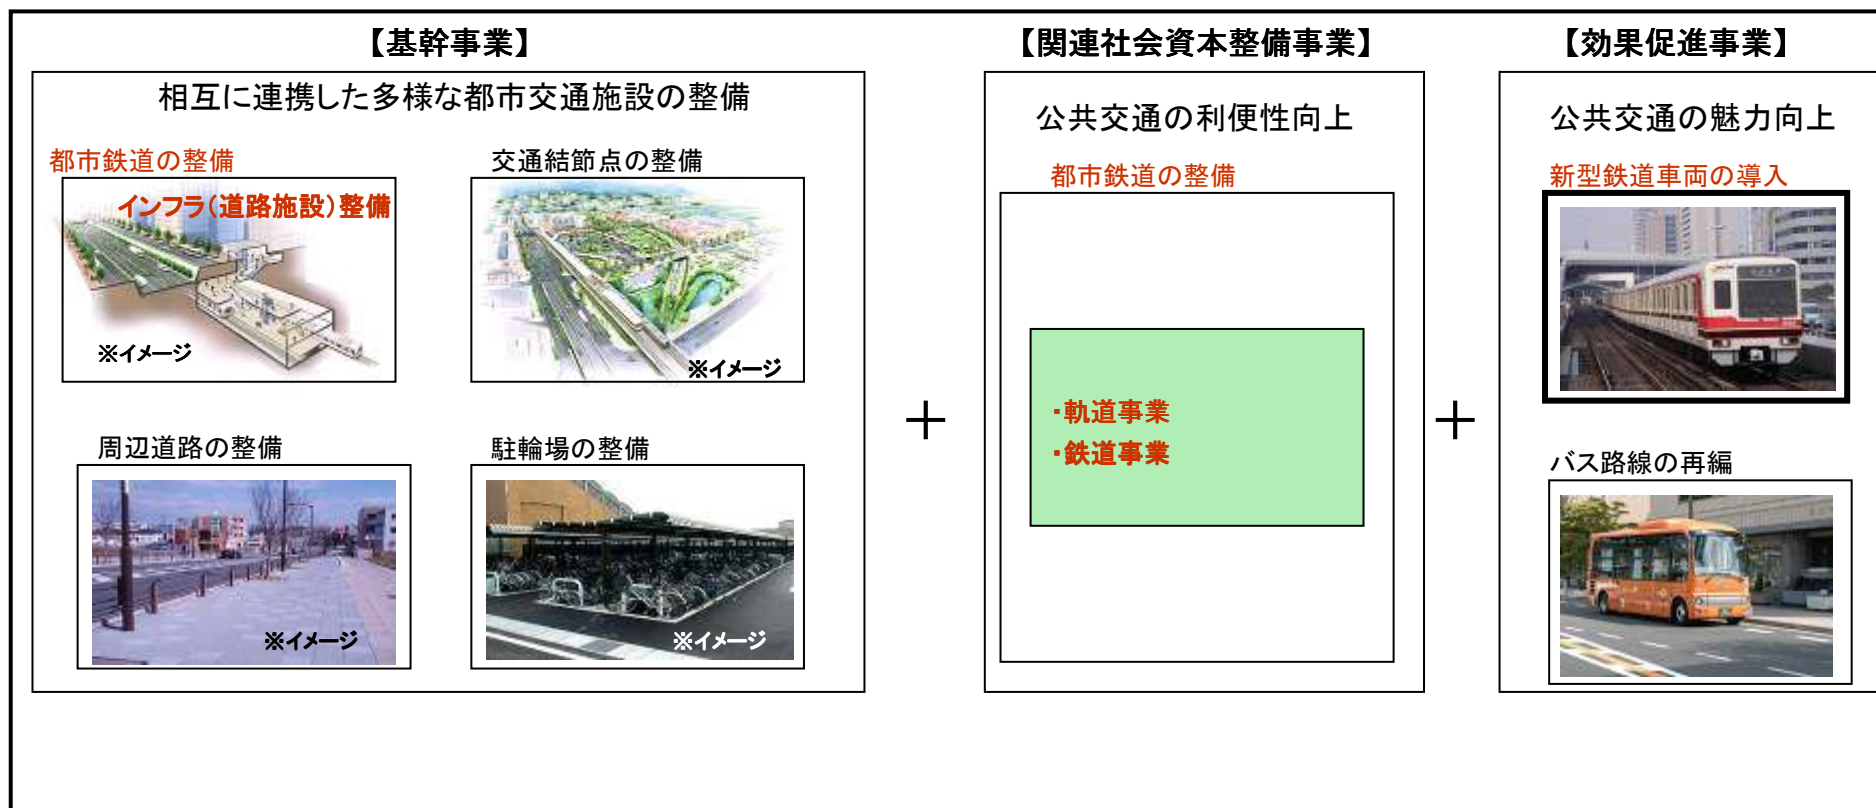 【基幹事業】
相互に連携した多様な都市交通施設の整備
都市鉄道の整備
インフラ（道路施設）整備
※イメージ
交通結節点の整備
※イメージ
周辺道路の整備
※イメージ
駐輪場の整備
※イメージ
＋
【関連社会資本整備事業】
公共交通の利便性向上
都市鉄道の整備
・軌道事業
・鉄道事業
＋
【効果促進事業】
公共交通の魅力向上
新型鉄道車両の導入
バス路線の再編